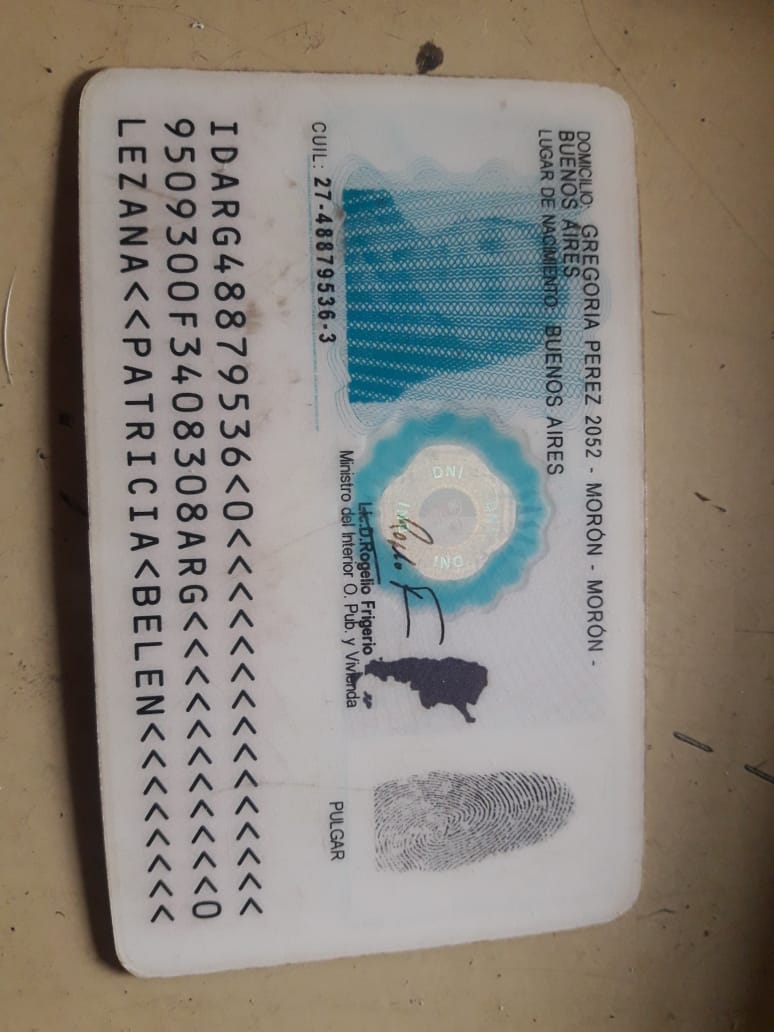 DOMICILIO: GREGORIA PEREZ 2052 - MORÓN - MORÓN -
BUENOS AIRES
LUGAR DE NACIMIENTO: BUENOS AIRES
DNI
DNI
CUIL: 27-48879536-3
Lic.D.Rogelio Frigerio
Ministro del Interior O. Pub. y Vivienda
PULGAR
IDARG48879536<0<<<<<<<<<<<<<<<
9509300F3408308ARG<<<<<<<<<<<0
LEZANA<<PATRICIA<BELEN<<<<<<<<